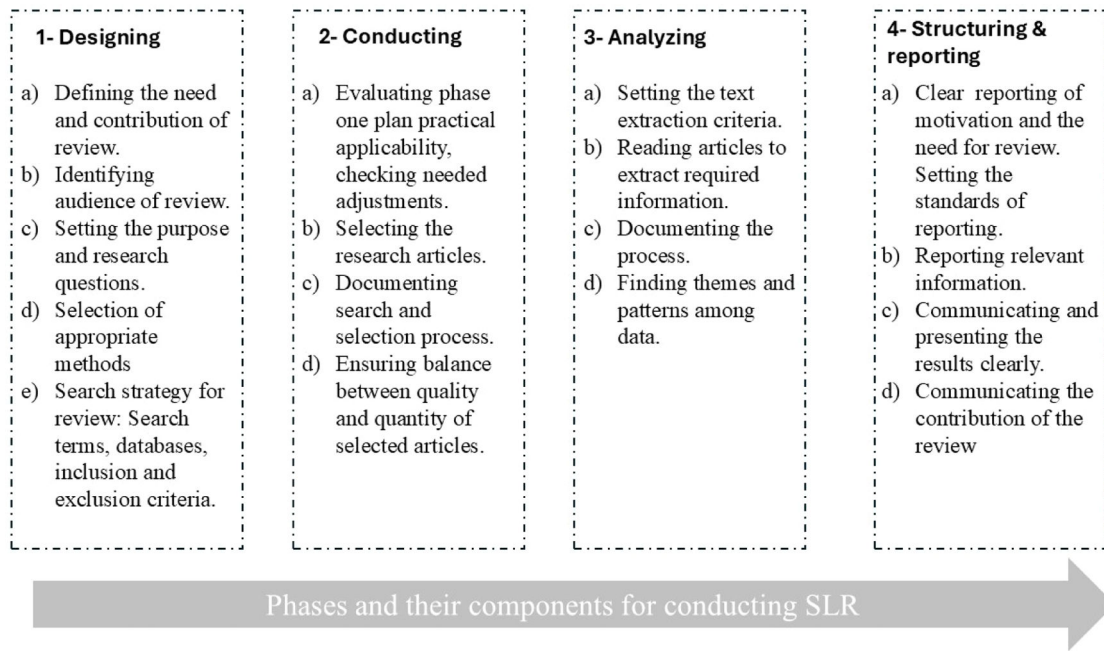 1- Designing
a) Defining the need
and contribution of
review.
b) Identifying
audience of review.
c) Setting the purpose
and research
questions.
d) Selection of
appropriate
methods
e) Search strategy for
review: Search
terms, databases,
inclusion and
exclusion criteria.
2- Conducting
a) Evaluating phase
one plan practical
applicability,
checking needed
adjustments.
b) Selecting the
research articles.
c) Documenting
search and
selection process.
d) Ensuring balance
between quality
and quantity of
selected articles.
3- Analyzing
a) Setting the text
extraction criteria.
b) Reading articles to
extract required
information.
c) Documenting the
process.
d) Finding themes and
patterns among
data.
4- Structuring &
reporting
a) Clear reporting of
motivation and the
need for review.
Setting the
standards of
reporting.
b) Reporting relevant
information.
c) Communicating and
presenting the
results clearly.
d) Communicating the
contribution of the
review
Phases and their components for conducting SLR